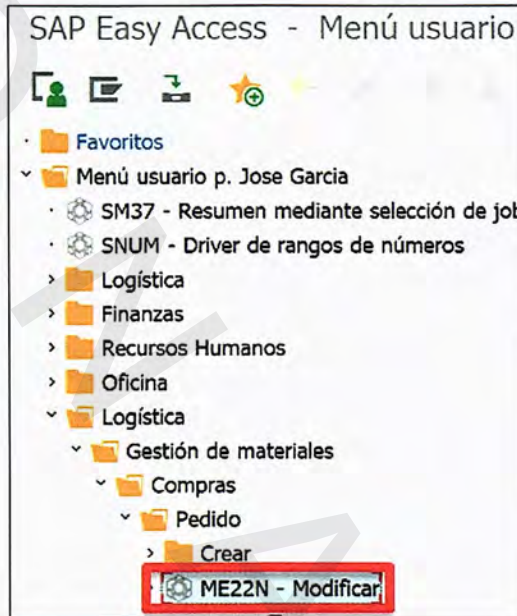 SAP Easy Access - Menú usuario
Favoritos
Menú usuario p. Jose Garcia
SM37 - Resumen mediante selección de job
SNUM - Driver de rangos de números
Logística
Finanzas
Recursos Humanos
Oficina
Logística
Gestión de materiales
Compras
Pedido
Crear
ME22N - Modificar